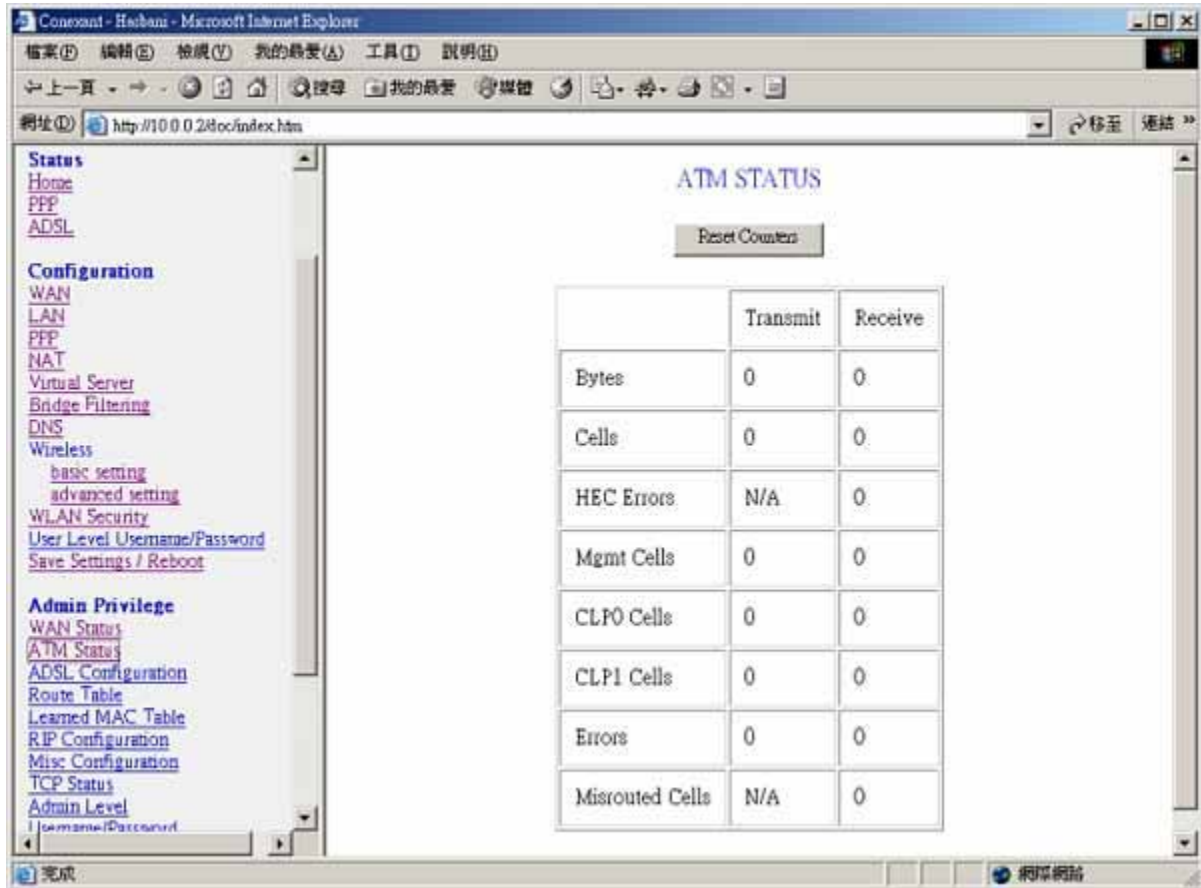 Conexant - Hasbani - Microsoft Internet Explorer
檔案(F) 編輯(E) 檢視(V) 我的最愛(A) 工具(T) 說明(H)
上一頁 搜尋 我的最愛 媒體
網址(D) http://10.0.0.2/doc/index.htm 移至 連結 »
Status
Home
PPP
ADSL
Configuration
WAN
LAN
PPP
NAT
Virtual Server
Bridge Filtering
DNS
Wireless
basic setting
advanced setting
WLAN Security
User Level Username/Password
Save Settings / Reboot
Admin Privilege
WAN Status
ATM Status
ADSL Configuration
Route Table
Learned MAC Table
RIP Configuration
Misc Configuration
TCP Status
Admin Level
Username/Password
ATM STATUS
Reset Counters
Transmit Receive
Bytes 0 0
Cells 0 0
HEC Errors N/A 0
Mgmt Cells 0 0
CLP0 Cells 0 0
CLP1 Cells 0 0
Errors 0 0
Misrouted Cells N/A 0
完成 網際網路